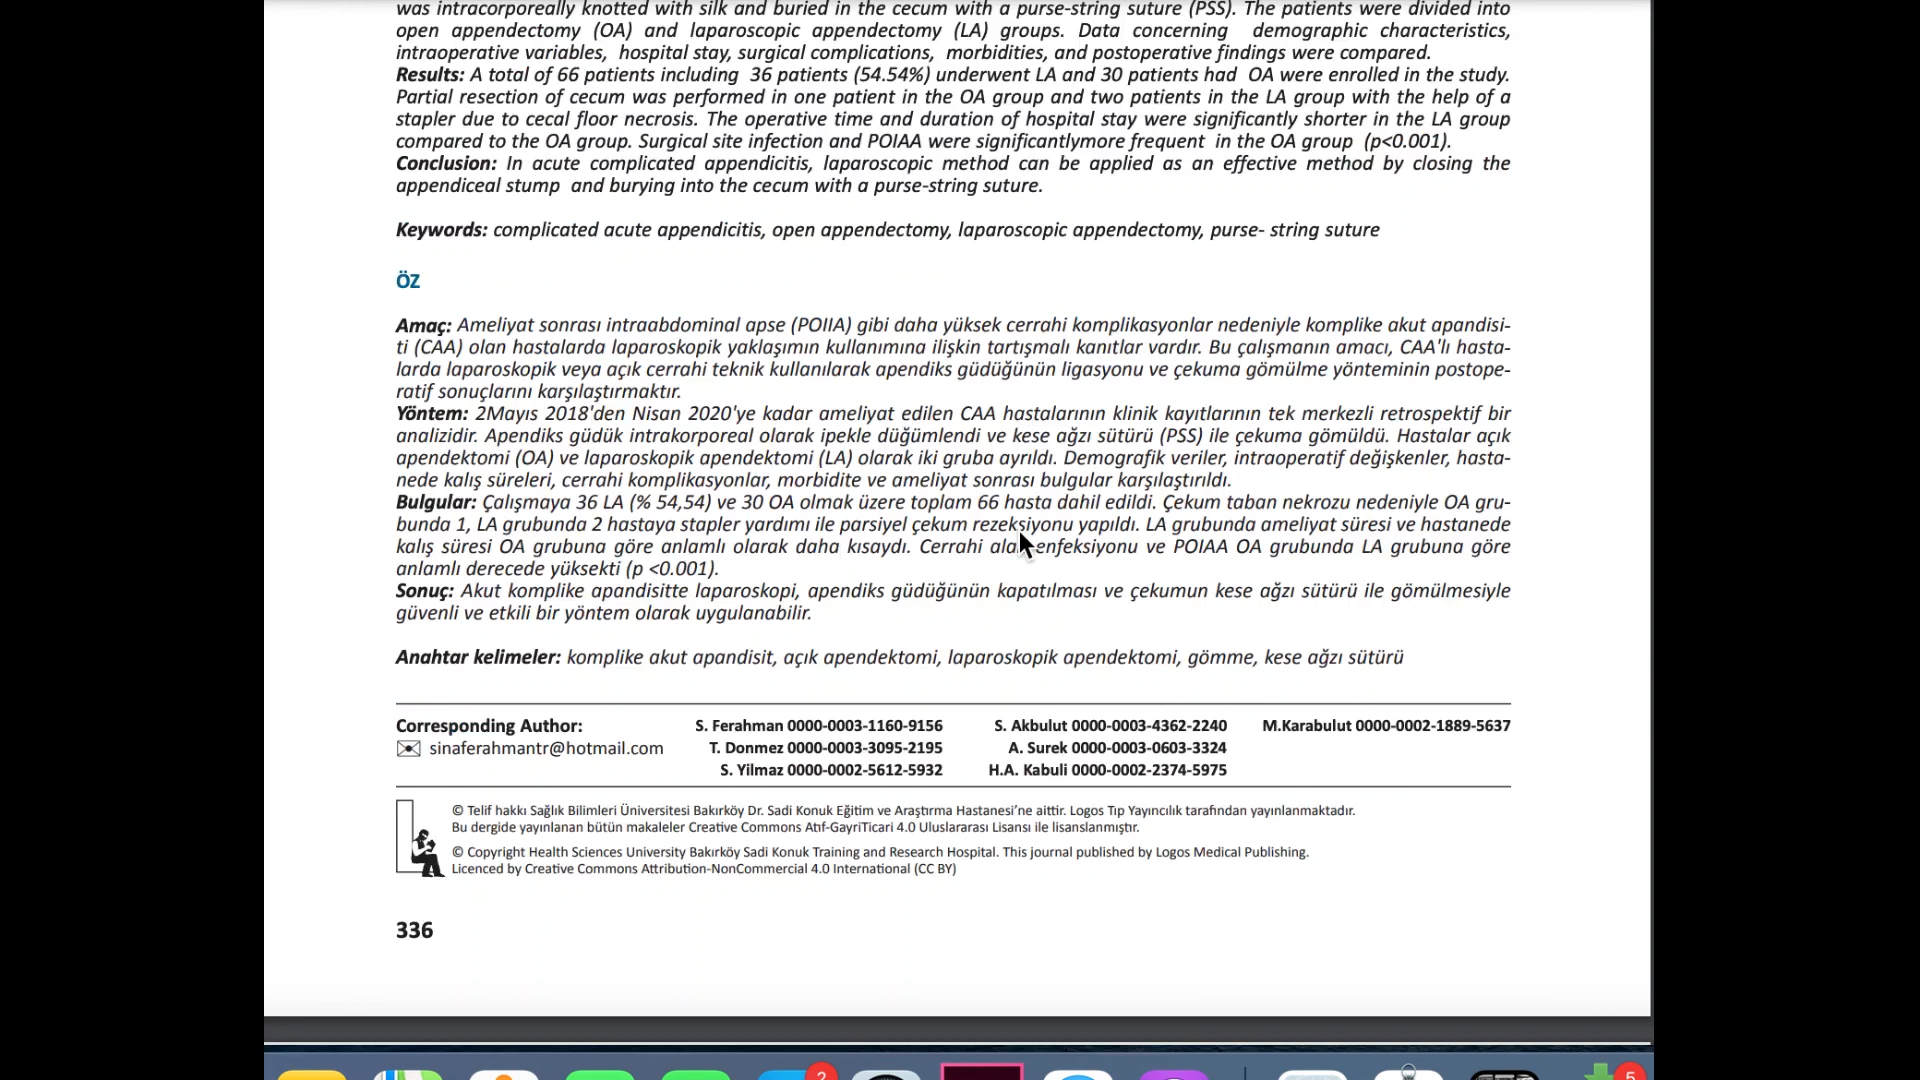 was intracorporeally knotted with silk and buried in the cecum with a purse-string suture (PSS). The patients were divided into
open appendectomy (OA) and laparoscopic appendectomy (LA) groups. Data concerning demographic characteristics,
intraoperative variables, hospital stay, surgical complications, morbidities, and postoperative findings were compared.
Results: A total of 66 patients including 36 patients (54.54%) underwent LA and 30 patients had OA were enrolled in the study.
Partial resection of cecum was performed in one patient in the OA group and two patients in the LA group with the help of a
stapler due to cecal floor necrosis. The operative time and duration of hospital stay were significantly shorter in the LA group
compared to the OA group. Surgical site infection and POIAA were significantlymore frequent in the OA group (p<0.001).
Conclusion: In acute complicated appendicitis, laparoscopic method can be applied as an effective method by closing the
appendiceal stump and burying into the cecum with a purse-string suture.
Keywords: complicated acute appendicitis, open appendectomy, laparoscopic appendectomy, purse- string suture
ÖZ
Amaç: Ameliyat sonrası intraabdominal apse (POIIA) gibi daha yüksek cerrahi komplikasyonlar nedeniyle komplike akut apandisi-
ti (CAA) olan hastalarda laparoskopik yaklaşımın kullanımına ilişkin tartışmalı kanıtlar vardır. Bu çalışmanın amacı, CAA'lı hasta-
larda laparoskopik veya açık cerrahi teknik kullanılarak apendiks güdüğünün ligasyonu ve çekuma gömülme yönteminin postope-
ratif sonuçlarını karşılaştırmaktır.
Yöntem: 2Mayıs 2018'den Nisan 2020'ye kadar ameliyat edilen CAA hastalarının klinik kayıtlarının tek merkezli retrospektif bir
analizidir. Apendiks güdük intrakorporeal olarak ipekle düğümlendi ve kese ağzı sütürü (PSS) ile çekuma gömüldü. Hastalar açık
apendektomi (OA) ve laparoskopik apendektomi (LA) olarak iki gruba ayrıldı. Demografik veriler, intraoperatif değişkenler, hasta-
nede kalış süreleri, cerrahi komplikasyonlar, morbidite ve ameliyat sonrası bulgular karşılaştırıldı.
Bulgular: Çalışmaya 36 LA (% 54,54) ve 30 OA olmak üzere toplam 66 hasta dahil edildi. Çekum taban nekrozu nedeniyle OA gru-
bunda 1, LA grubunda 2 hastaya stapler yardımı ile parsiyel çekum rezeksiyonu yapıldı. LA grubunda ameliyat süresi ve hastanede
kalış süresi OA grubuna göre anlamlı olarak daha kısaydı. Cerrahi alan enfeksiyonu ve POIAA OA grubunda LA grubuna göre
anlamlı derecede yüksekti (p <0.001).
Sonuç: Akut komplike apandisitte laparoskopi, apendiks güdüğünün kapatılması ve çekumun kese ağzı sütürü ile gömülmesiyle
güvenli ve etkili bir yöntem olarak uygulanabilir.
Anahtar kelimeler: komplike akut apandisit, açık apendektomi, laparoskopik apendektomi, gömme, kese ağzı sütürü
Corresponding Author: S. Ferahman 0000-0003-1160-9156 S. Akbulut 0000-0003-4362-2240 M.Karabulut 0000-0002-1889-5637
sinaferahmantr@hotmail.com T. Donmez 0000-0003-3095-2195 A. Surek 0000-0003-0603-3324
S. Yilmaz 0000-0002-5612-5932 H.A. Kabuli 0000-0002-2374-5975
© Telif hakkı Sağlık Bilimleri Üniversitesi Bakırköy Dr. Sadi Konuk Eğitim ve Araştırma Hastanesi'ne aittir. Logos Tıp Yayıncılık tarafından yayınlanmaktadır.
Bu dergide yayınlanan bütün makaleler Creative Commons Atıf-GayriTicari 4.0 Uluslararası Lisansı ile lisanslanmıştır.
© Copyright Health Sciences University Bakırköy Sadi Konuk Training and Research Hospital. This journal published by Logos Medical Publishing.
Licenced by Creative Commons Attribution-NonCommercial 4.0 International (CC BY)
336
2 5